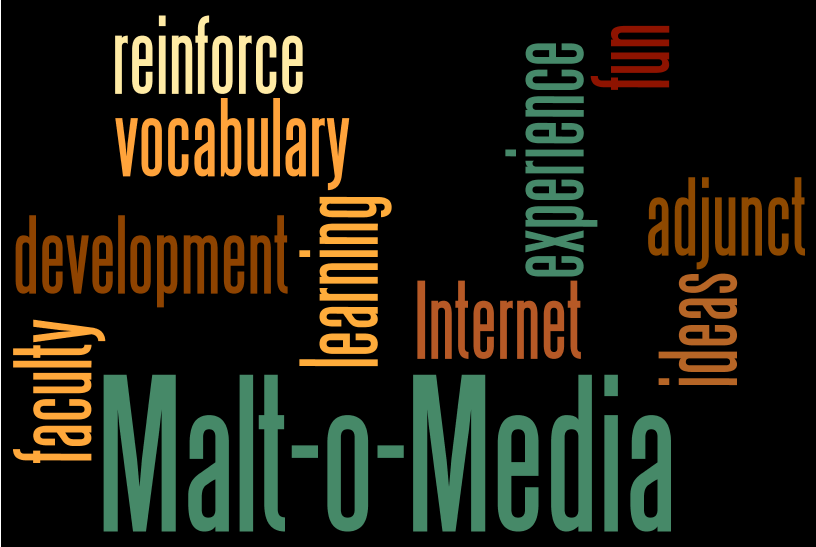 reinforce
vocabulary
experience
fun
adjunct
development
learning
Internet
ideas
faculty
Malt-o-Media